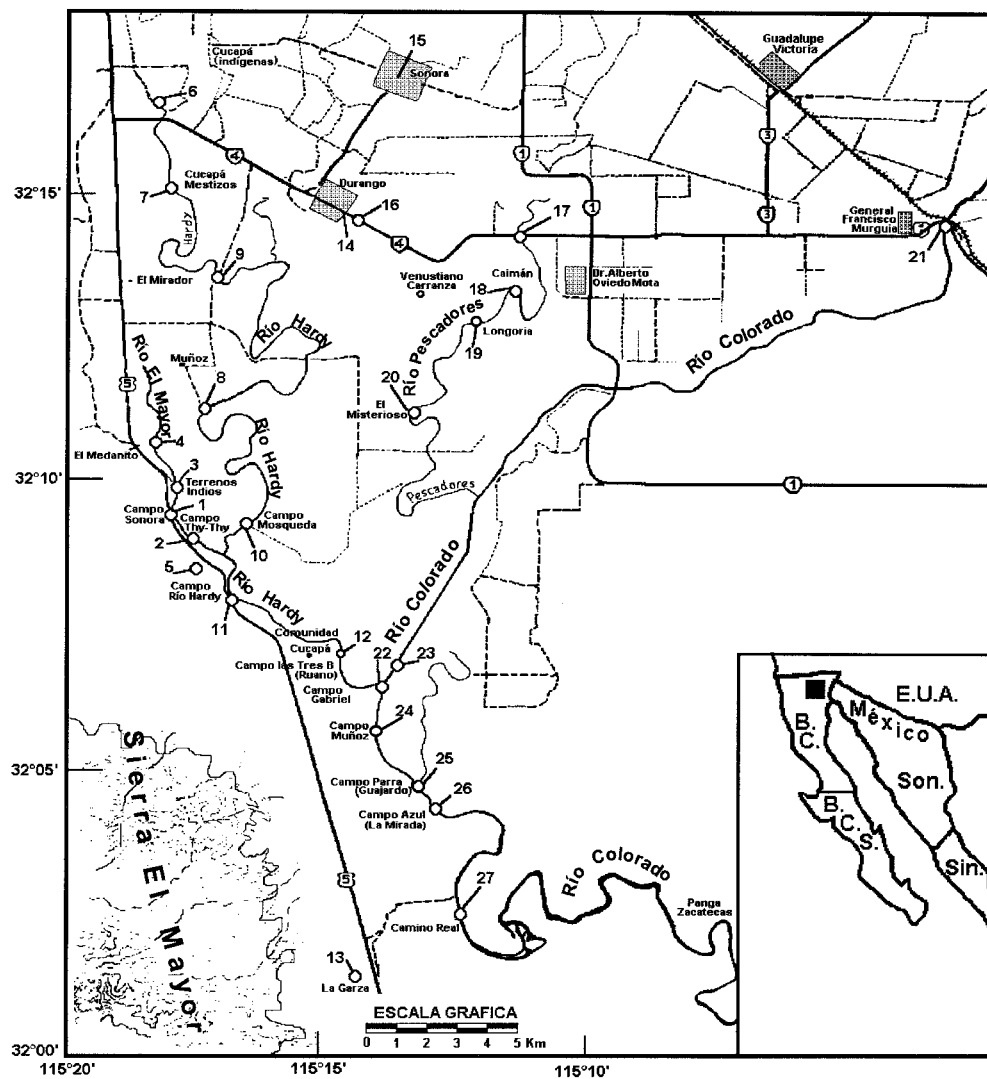 15
Guadalupe
Victoria
Cucapá
(indígenas)
Sonora
6
4
1
3
32°15'
Cucapá
Mestizos
7
Durango
14
16
4
17
1
3
General
Francisco
Murguia
2
21
Hardy
9
El Mirador
Venustiano
Carranza
Caimán
18
Dr. Alberto
Oviedo Mota
Río Hardy
Río Pescadores
Longoria
19
Río Colorado
Muñoz
8
Río El Mayor
5
20
El
Misterioso
4
El Medanito
Río Hardy
32°10'
3
Terrenos
Indios
Pescadores
1
1
Campo
Sonora
Campo
Thy-Thy
2
Campo
Mosqueda
10
5
Campo
Río Hardy
Río Hardy
Río Colorado
11
Comunidad
Cucapá
12
22
23
Campo los Tres B
(Ruano)
Campo
Gabriel
24
Campo
Muñoz
32°05'
25
Campo Parra
(Guajardo)
26
Campo Azul
(La Mirada)
Sierra El Mayor
5
27
Río Colorado
Camino Real
Panga
Zacatecas
13
La Garza
ESCALA GRAFICA
0 1 2 3 4 5 Km
E.U.A.
México
B.
C.
Son.
B.
C.
S.
Sin.
32°00'
115°20'
115°15'
115°10'